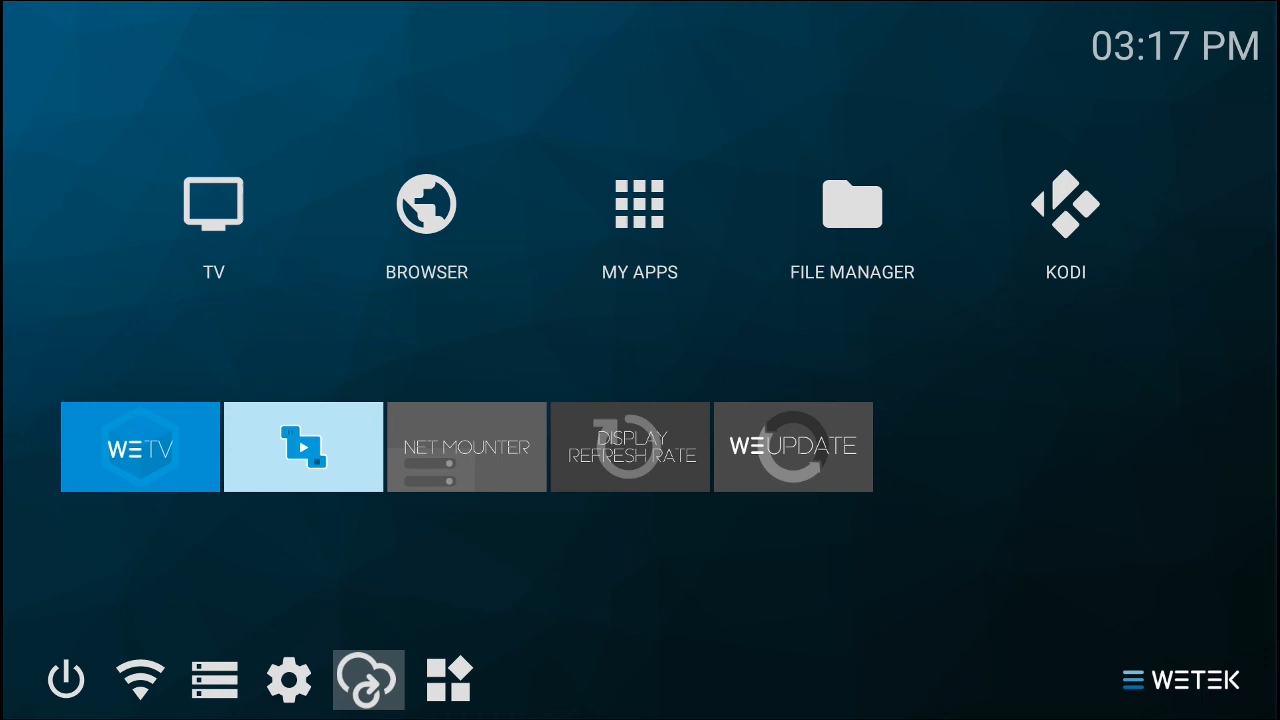 03:17 PM
TV
BROWSER
MY APPS
FILE MANAGER
KODI
WETV
NET MOUNTER
DISPLAY
REFRESH RATE
WEUPDATE
WETEK